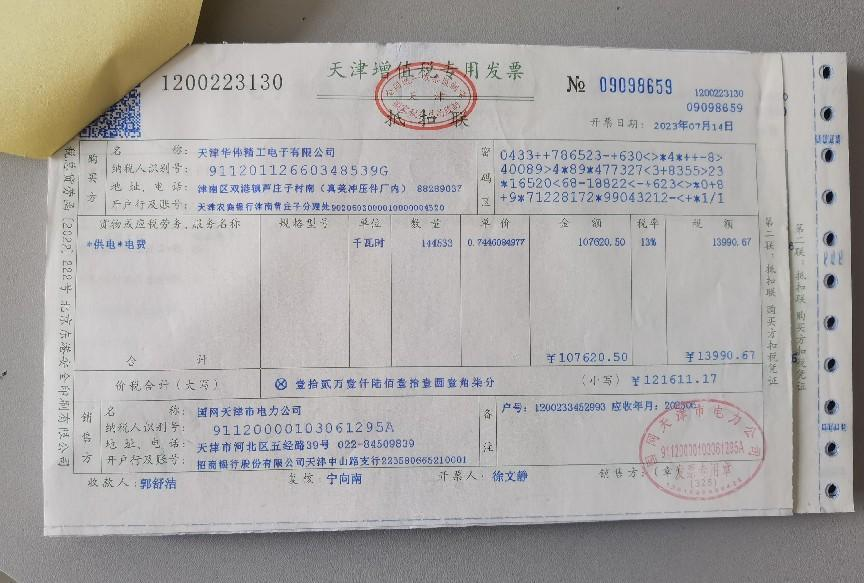 1200223130
天津增值税专用发票
抵扣联
№ 09098659
1200223130
09098659
开票日期： 2023年07月14日
购买方
名 称： 天津华伟精工电子有限公司
纳税人识别号： 91120112660348539G
地址、电话： 津南区双港镇芦庄子村南（真美冲压件厂内） 88289037
开户行及账号： 天津农商银行津南曹庄子分理处9020603000010000004320
密码区
0433++786523-+630<>*4*++-8>
40089>4*89*477327<3+8355>23
*16520<68-18822<-+623<>*0+8
+9*71228172*99043212-<+*1/1
货物或应税劳务、服务名称 规格型号 单位 数 量 单 价 金 额 税率 税 额
*供电*电费 千瓦时 144533 0.7446084977 107620.50 13% 13990.67
合 计 ￥107620.50 ￥13990.67
价税合计（大写） ⊗ 壹拾贰万壹仟陆佰壹拾壹圆壹角柒分 （小写） ￥121611.17
销售方
名 称： 国网天津市电力公司
纳税人识别号： 91120000103061295A
地址、电话： 天津市河北区五经路39号 022-84509839
开户行及账号： 招商银行股份有限公司天津中山路支行223580665210001
备注
户号：1200233452993 应收年月：202306
收款人：郭舒洁 复核：宁向南 开票人：徐文静 销售方：（章）
国网天津市电力公司
91120000103061295A
发票专用章
(325)
税总货劳函〔2022〕222号北京东港安全印刷有限公司
第二联：抵扣联 购买方扣税凭证
第二联：抵扣联 购买方扣税凭证